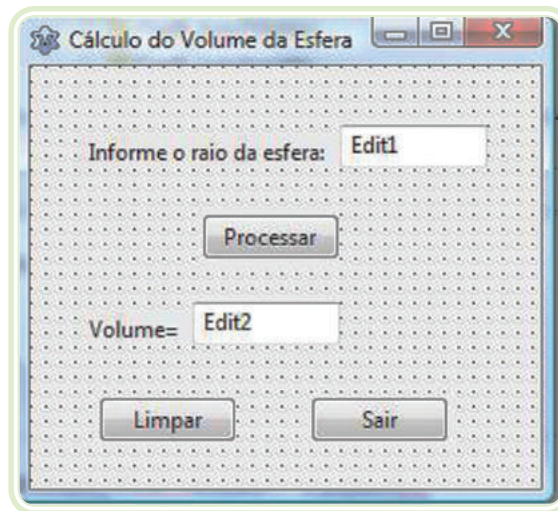 Cálculo do Volume da Esfera
Informe o raio da esfera: Edit1
Processar
Volume= Edit2
Limpar Sair